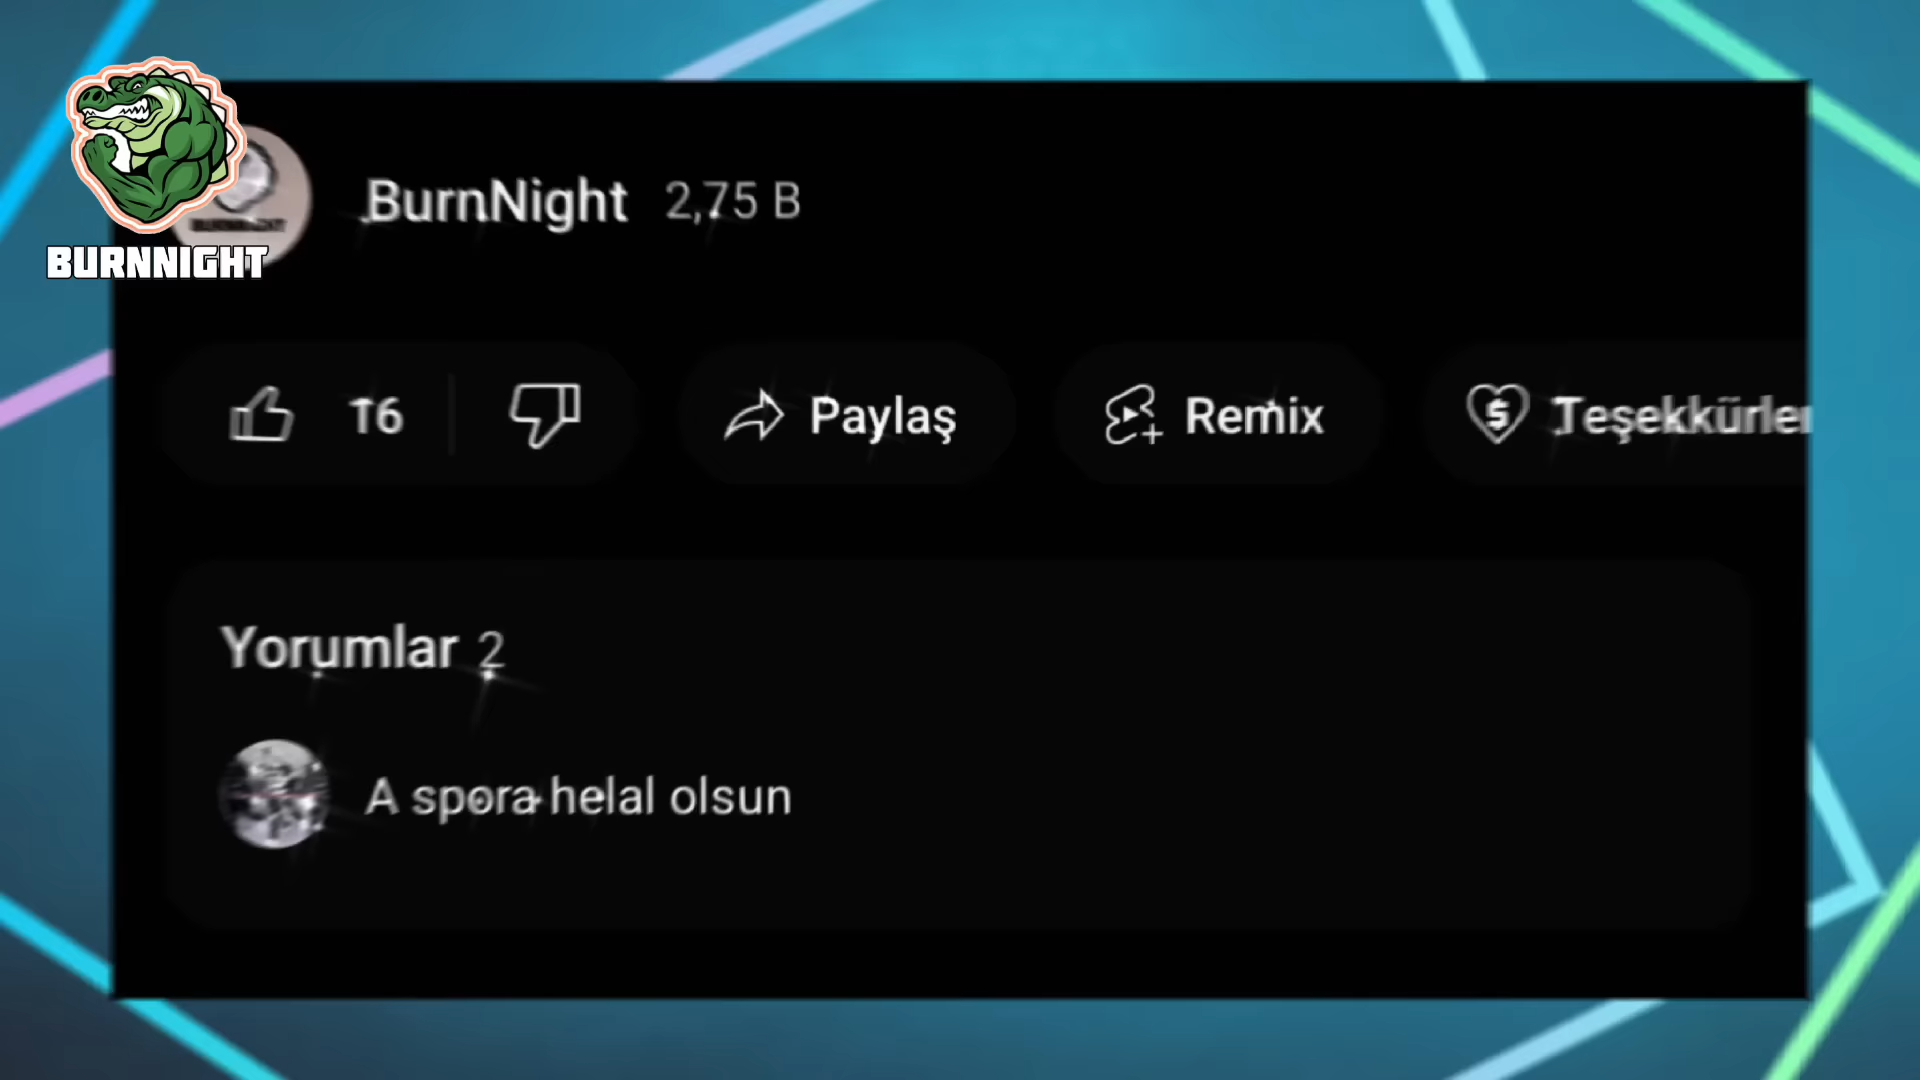 BURNNIGHT
BurnNight 2,75 B
16 Paylaş Remix Teşekkürler
Yorumlar 2
A spora helal olsun